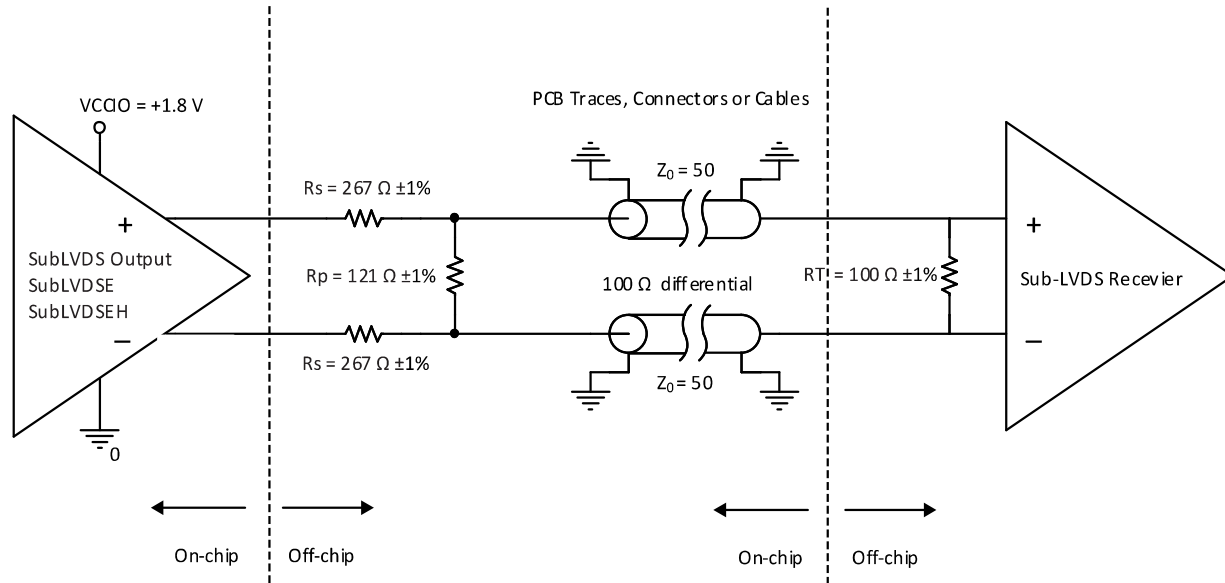 VCCIO = +1.8 V
PCB Traces, Connectors or Cables
Z0 = 50
Rs = 267 Ω ±1%
+
+
SubLVDS Output
SubLVDSE
SubLVDSEH
Rp = 121 Ω ±1%
100 Ω differential
RT = 100 Ω ±1%
Sub-LVDS Recevier
−
−
Rs = 267 Ω ±1%
Z0 = 50
0
On-chip
Off-chip
On-chip
Off-chip